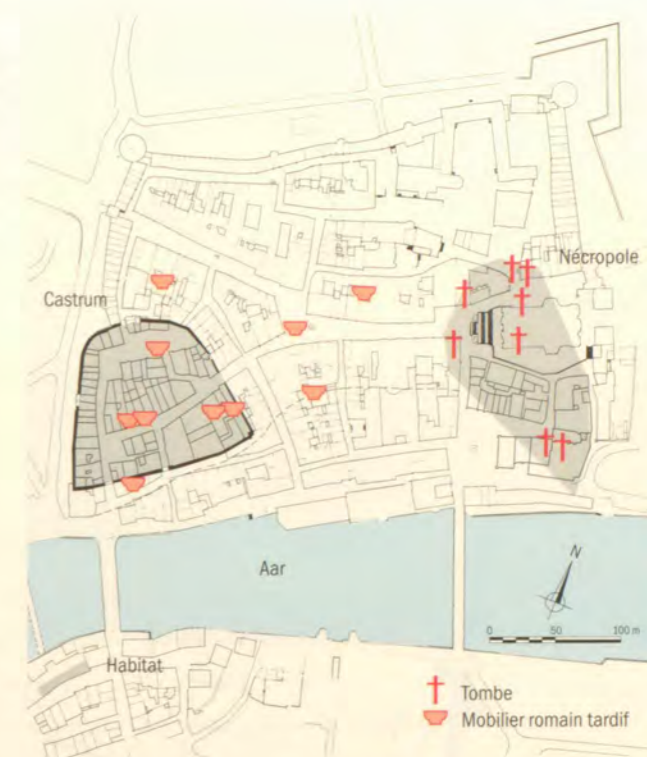 Nécropole
Castrum
Aar
N
0 50 100 m
Habitat
Tombe
Mobilier romain tardif